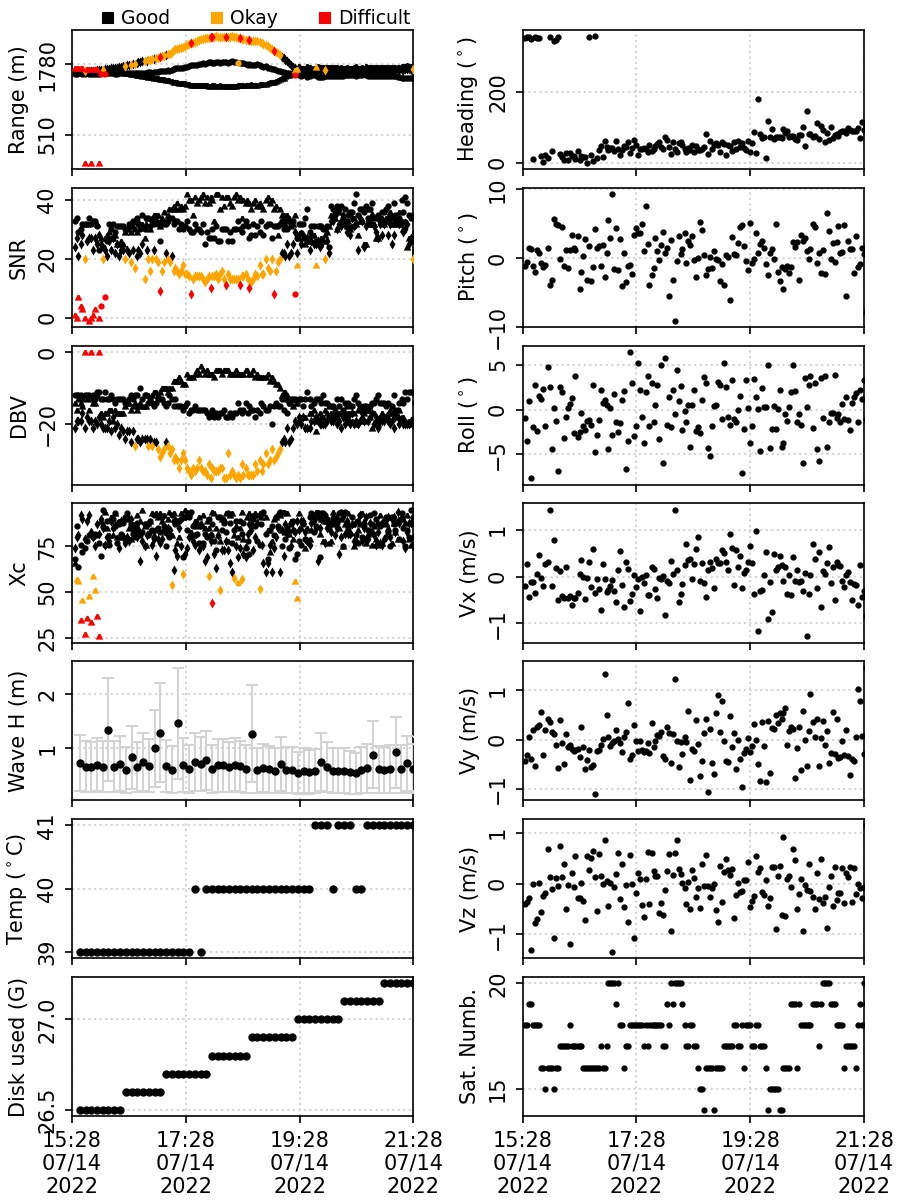 Good Okay Difficult
Range (m)
1780
510
Heading (°)
200
0
SNR
40
20
0
Pitch (°)
10
0
−10
DBV
0
−20
Roll (°)
5
0
−5
Xc
75
50
25
Vx (m/s)
1
0
−1
Wave H (m)
2
1
Vy (m/s)
1
0
−1
Temp (°C)
41
40
39
Vz (m/s)
1
0
−1
Disk used (G)
27.0
26.5
Sat. Numb.
20
15
15:28 17:28 19:28 21:28
07/14 07/14 07/14 07/14
2022 2022 2022 2022
15:28 17:28 19:28 21:28
07/14 07/14 07/14 07/14
2022 2022 2022 2022